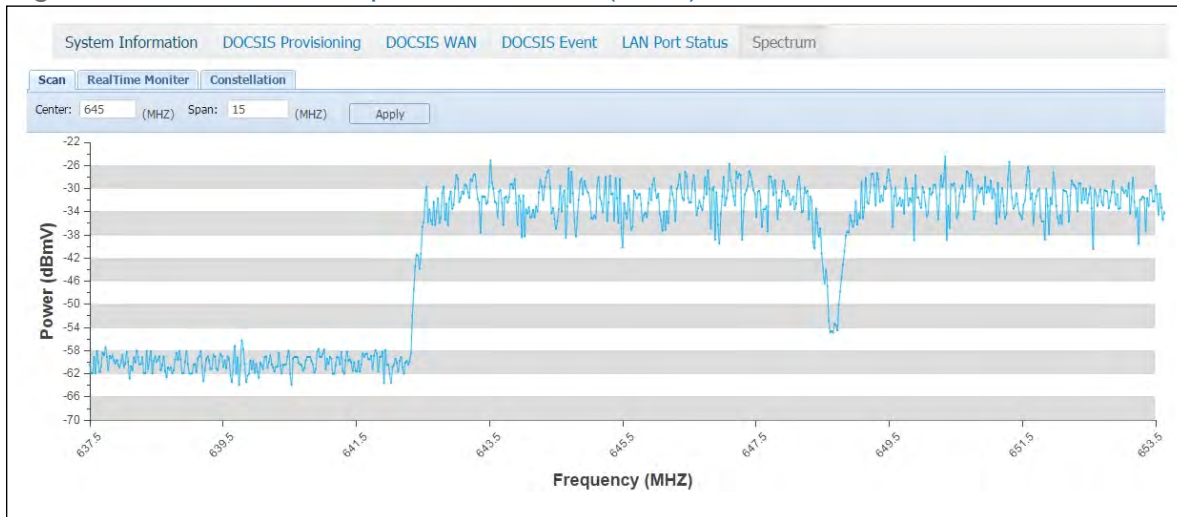 System Information DOCSIS Provisioning DOCSIS WAN DOCSIS Event LAN Port Status Spectrum
Scan RealTime Moniter Constellation
Center: 645 (MHZ) Span: 15 (MHZ) Apply
-22
-26
-30
-34
-38
-42
-46
-50
-54
-58
-62
-66
-70
Power (dBmV)
637.5 639.5 641.5 643.5 645.5 647.5 649.5 651.5 653.5
Frequency (MHZ)